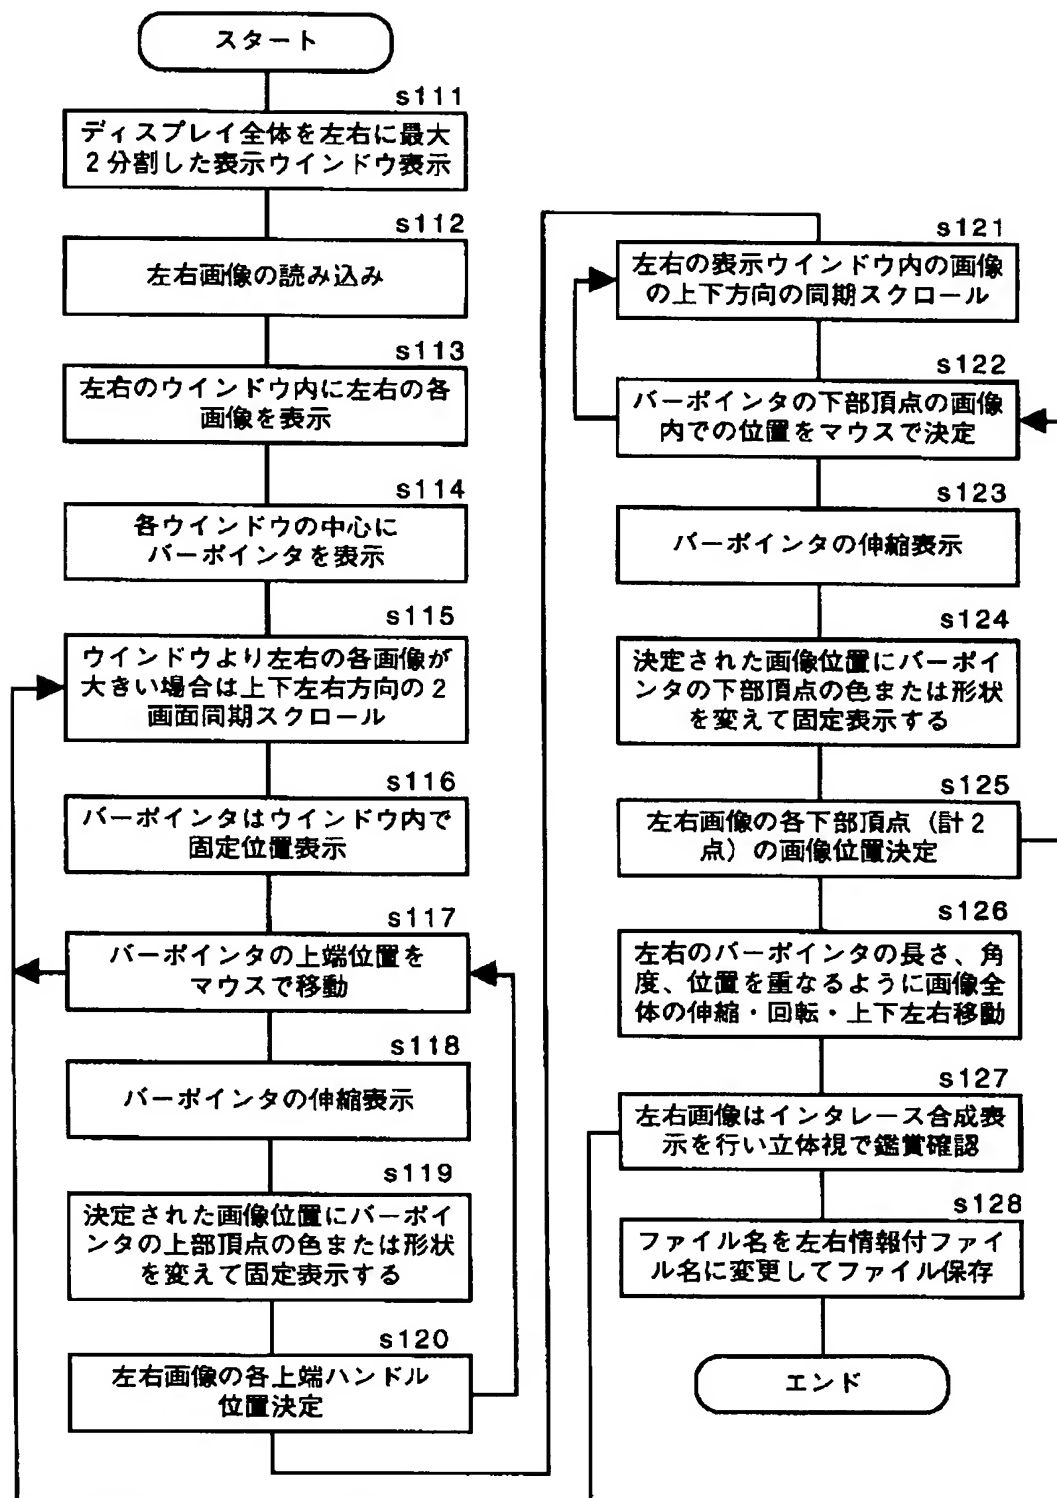 スタート
s111
ディスプレイ全体を左右に最大
2分割した表示ウインドウ表示
s112
左右画像の読み込み
s113
左右のウインドウ内に左右の各
画像を表示
s114
各ウインドウの中心に
バーポインタを表示
s115
ウインドウより左右の各画像が
大きい場合は上下左右方向の2
画面同期スクロール
s116
バーポインタはウインドウ内で
固定位置表示
s117
バーポインタの上端位置を
マウスで移動
s118
バーポインタの伸縮表示
s119
決定された画像位置にバーポイ
ンタの上部頂点の色または形状
を変えて固定表示する
s120
左右画像の各上端ハンドル
位置決定
s121
左右の表示ウインドウ内の画像
の上下方向の同期スクロール
s122
バーポインタの下部頂点の画像
内での位置をマウスで決定
s123
バーポインタの伸縮表示
s124
決定された画像位置にバーポイ
ンタの下部頂点の色または形状
を変えて固定表示する
s125
左右画像の各下部頂点（計2
点）の画像位置決定
s126
左右のバーポインタの長さ、角
度、位置を重なるように画像全
体の伸縮・回転・上下左右移動
s127
左右画像はインタレース合成表
示を行い立体視で鑑賞確認
s128
ファイル名を左右情報付ファイ
ル名に変更してファイル保存
エンド